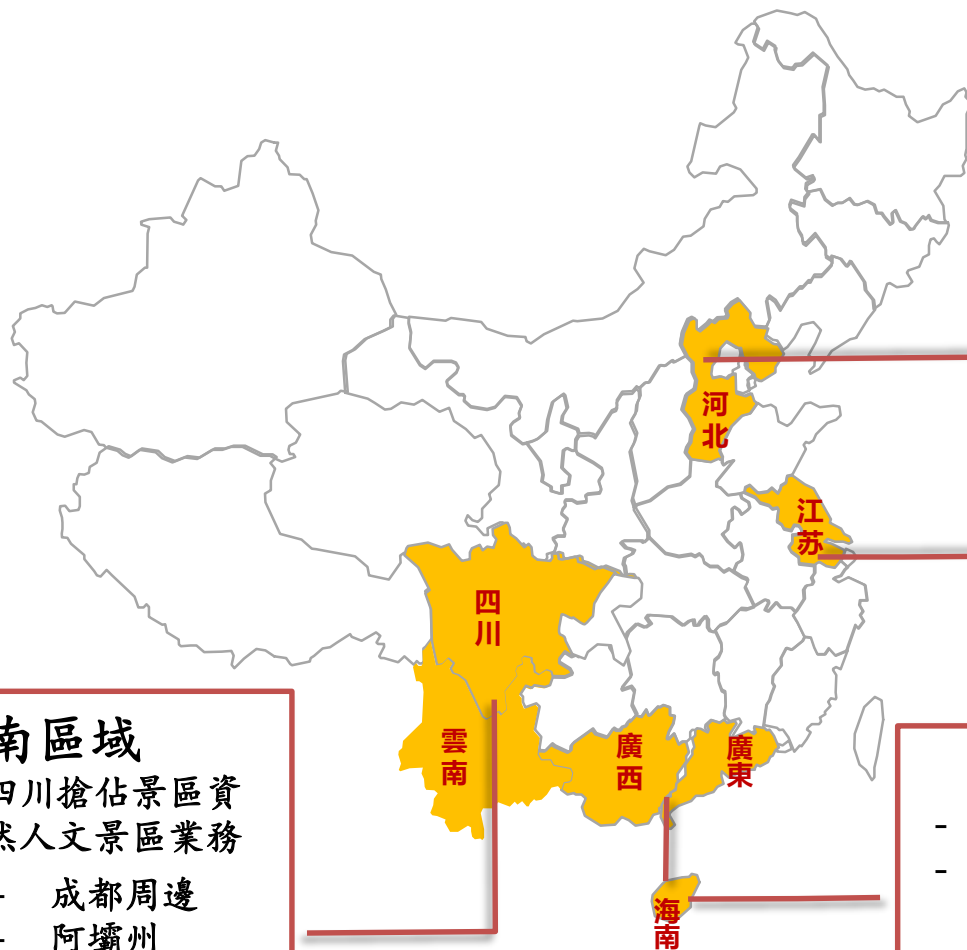 河北
江苏
四川
雲南
廣西
廣東
海南
南區域
四川搶佔景區資
然人文景區業務
- 成都周邊
- 阿壩州
-
-